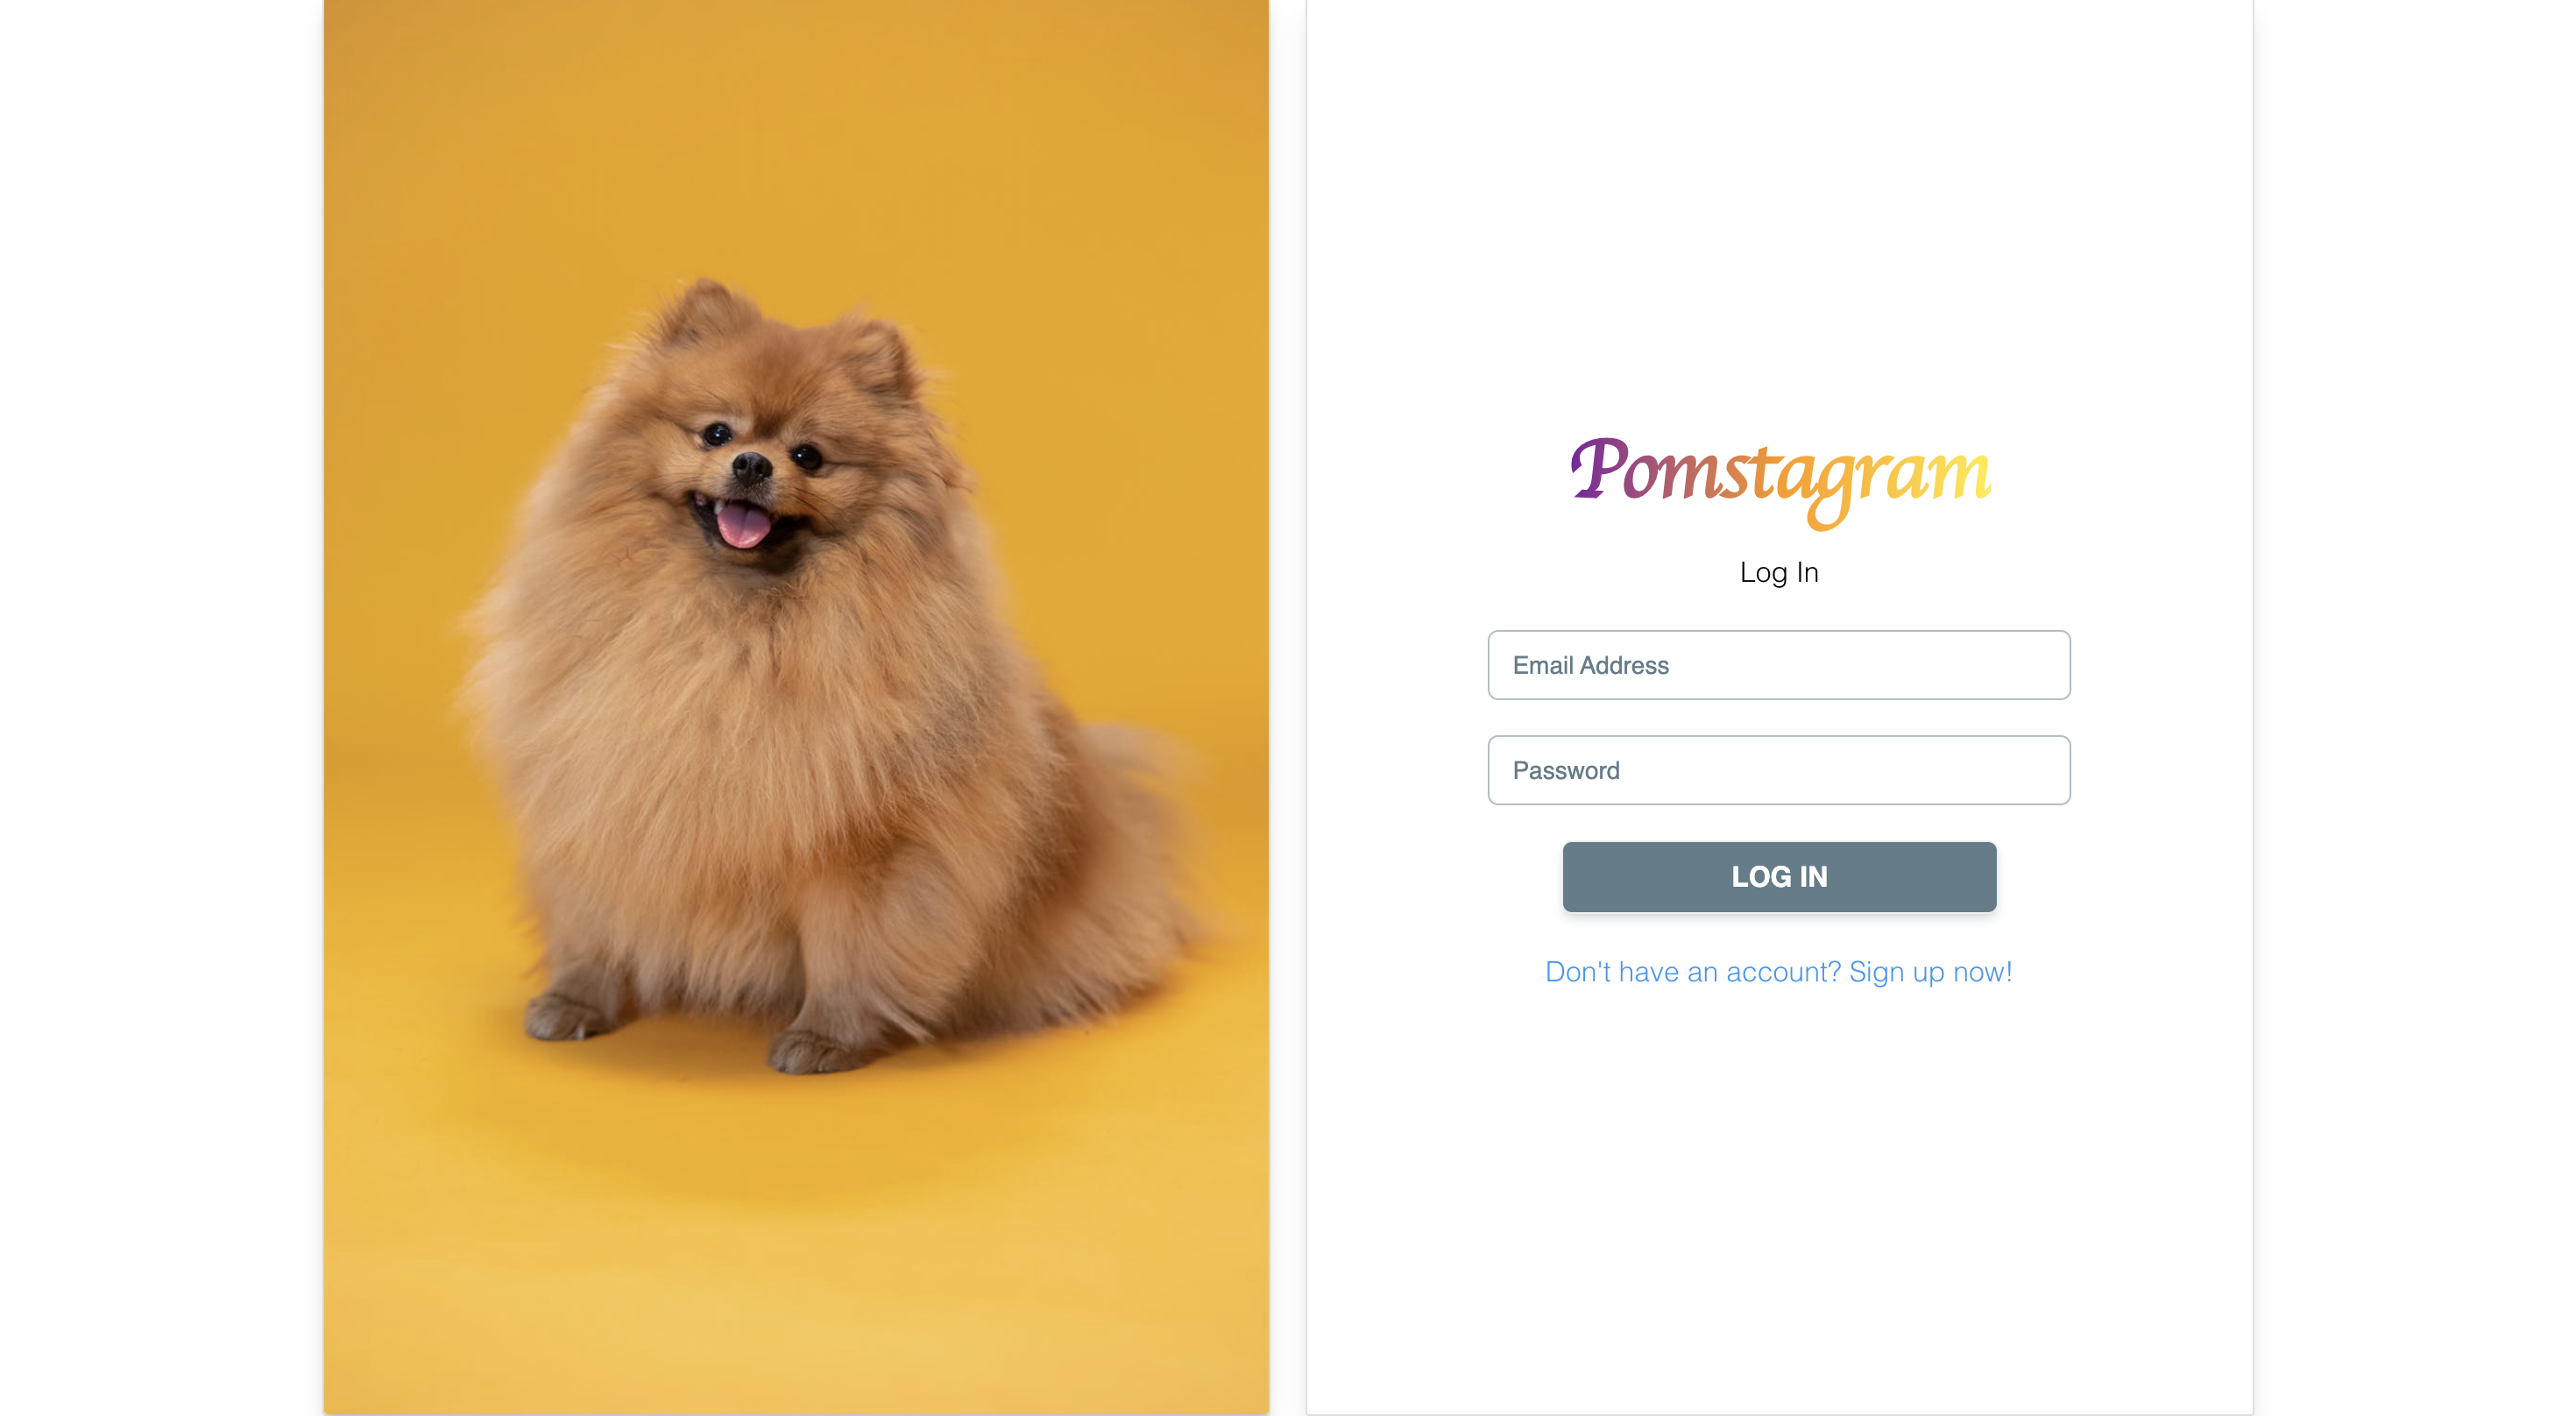 Pomstagram
Log In
Email Address
Password
LOG IN
Don't have an account? Sign up now!